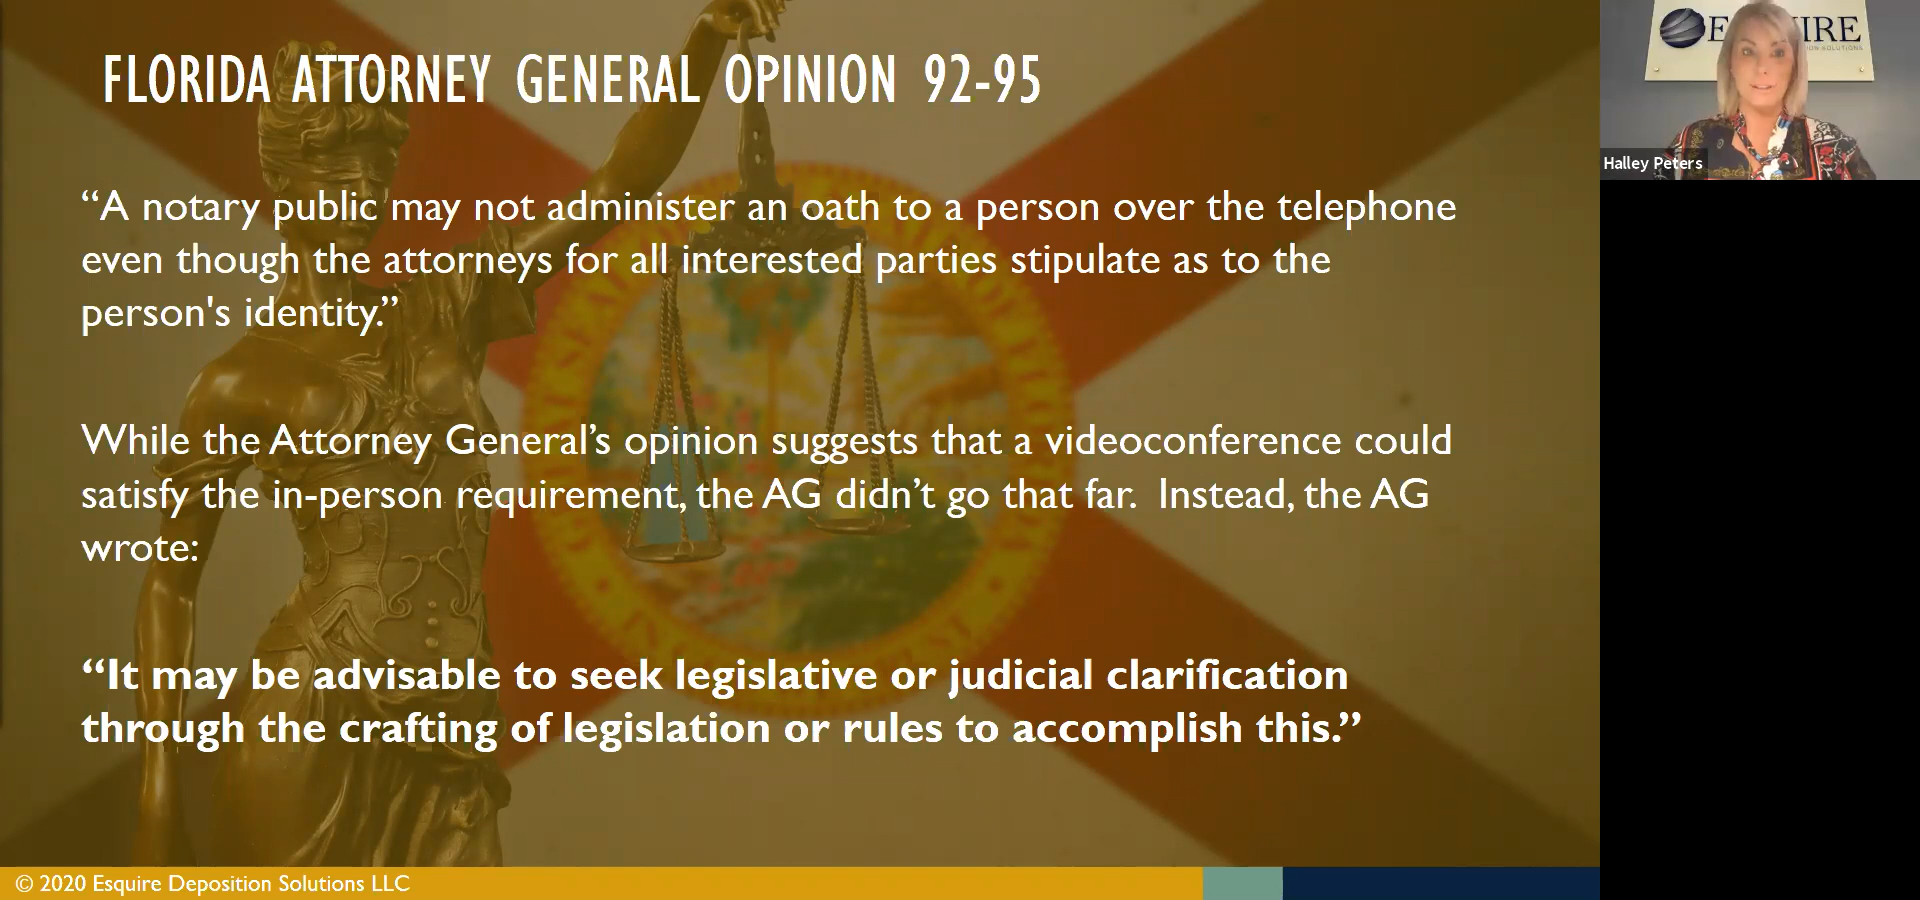 FLORIDA ATTORNEY GENERAL OPINION 92-95
“A notary public may not administer an oath to a person over the telephone
even though the attorneys for all interested parties stipulate as to the
person's identity.”
While the Attorney General’s opinion suggests that a videoconference could
satisfy the in-person requirement, the AG didn’t go that far.  Instead, the AG
wrote:
“It may be advisable to seek legislative or judicial clarification
through the crafting of legislation or rules to accomplish this.”
© 2020 Esquire Deposition Solutions LLC
Halley Peters